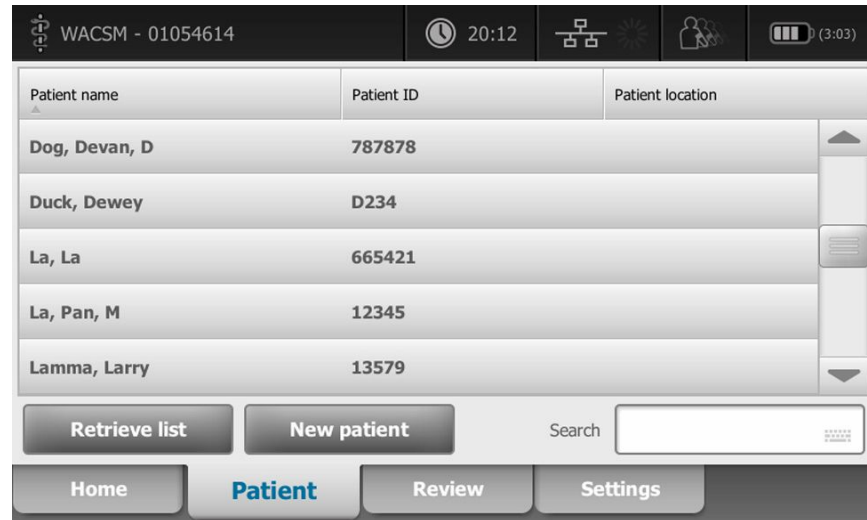 WACSM - 01054614 20:12 (3:03)
Patient name Patient ID Patient location
Dog, Devan, D 787878
Duck, Dewey D234
La, La 665421
La, Pan, M 12345
Lamma, Larry 13579
Retrieve list New patient Search
Home Patient Review Settings